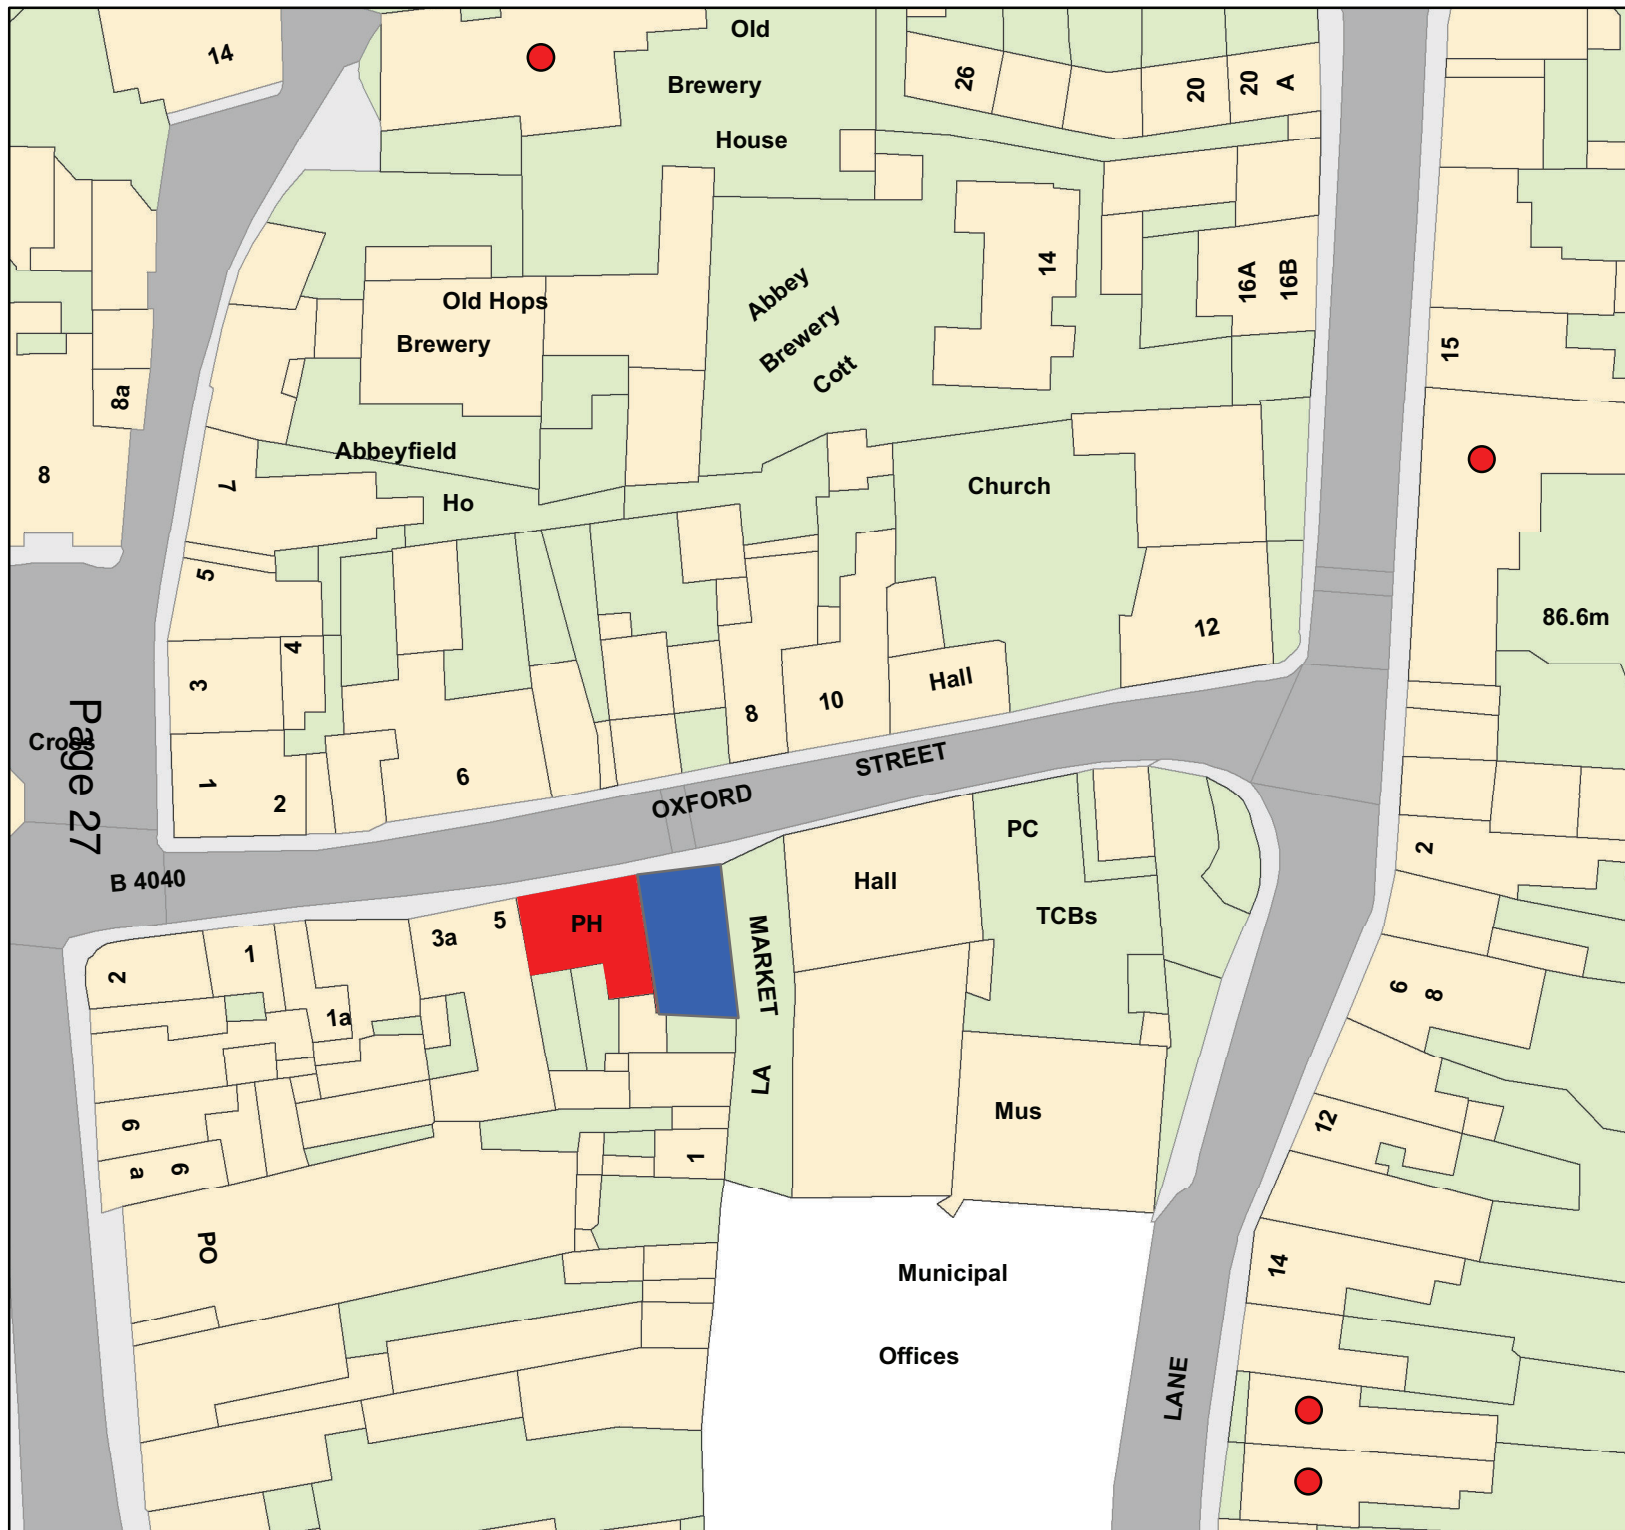 14
Old
Brewery
House
26
20
20
A
14
16A
16B
15
Old Hops
Brewery
Abbey
Brewery
Cott
8a
8
Abbeyfield
Ho
7
Church
5
4
3
12
86.6m
8
10
Hall
Cross
Page 27
1
2
6
OXFORD
STREET
B 4040
PH
5
3a
1
2
1a
Hall
PC
TCBs
MARKET
LA
2
6
8
Mus
12
6
6
a
1
PO
Municipal
Offices
14
LANE